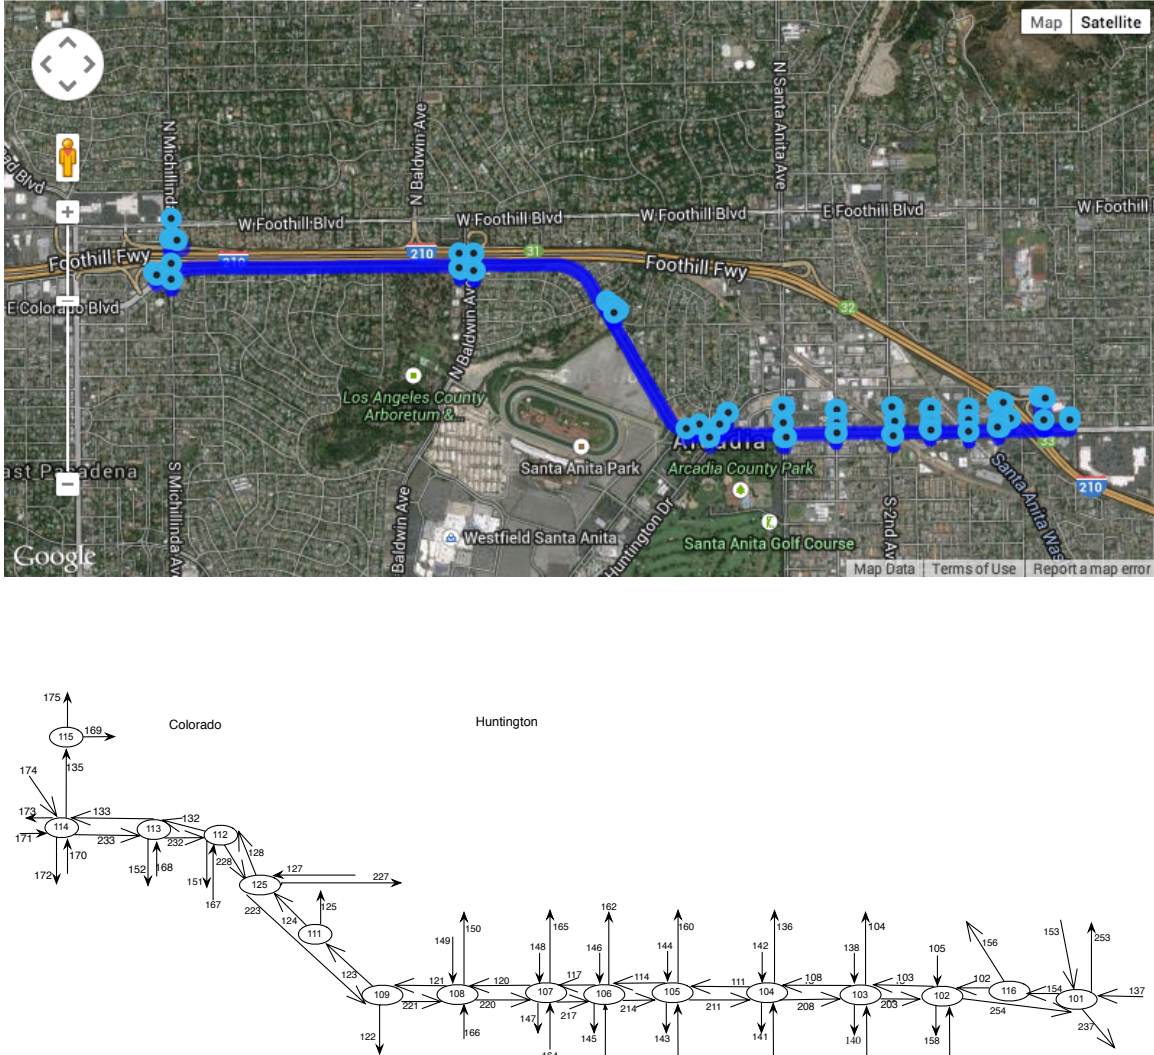 Map Satellite
N Michillinda
N Baldwin Ave
N Santa Anita Ave
Blvd
W Foothill Blvd
W Foothill Blvd
W Foothill Blvd
E Foothill Blvd
W Foothill
Foothill Fwy
210
210
31
Foothill Fwy
32
E Colorado Blvd
N Baldwin Ave
Los Angeles County
Arboretum &
Santa Anita Park
Arcadia
Arcadia County Park
33
210
East Pasadena
S Michillinda Av
Baldwin Ave
Westfield Santa Anita
Huntington Dr
Santa Anita Golf Course
S 2nd Av
Santa Anita Was
Google
Map Data Terms of Use Report a map error
175
115 169
Colorado Huntington
174 135
173 133 132
114 113 112
171 233 232 128
170 152 168 228
172 151 125 127 227
167 223 124 125
111
150 165 162 160 136 104
149 148 146 144 142 138 105 156 153 253
123 121 120 117 114 111 108 103 102 154 137
109 108 107 106 105 104 103 102 116 101
221 220 217 214 211 208 203 254
122 166 147 145 143 141 140 158 237